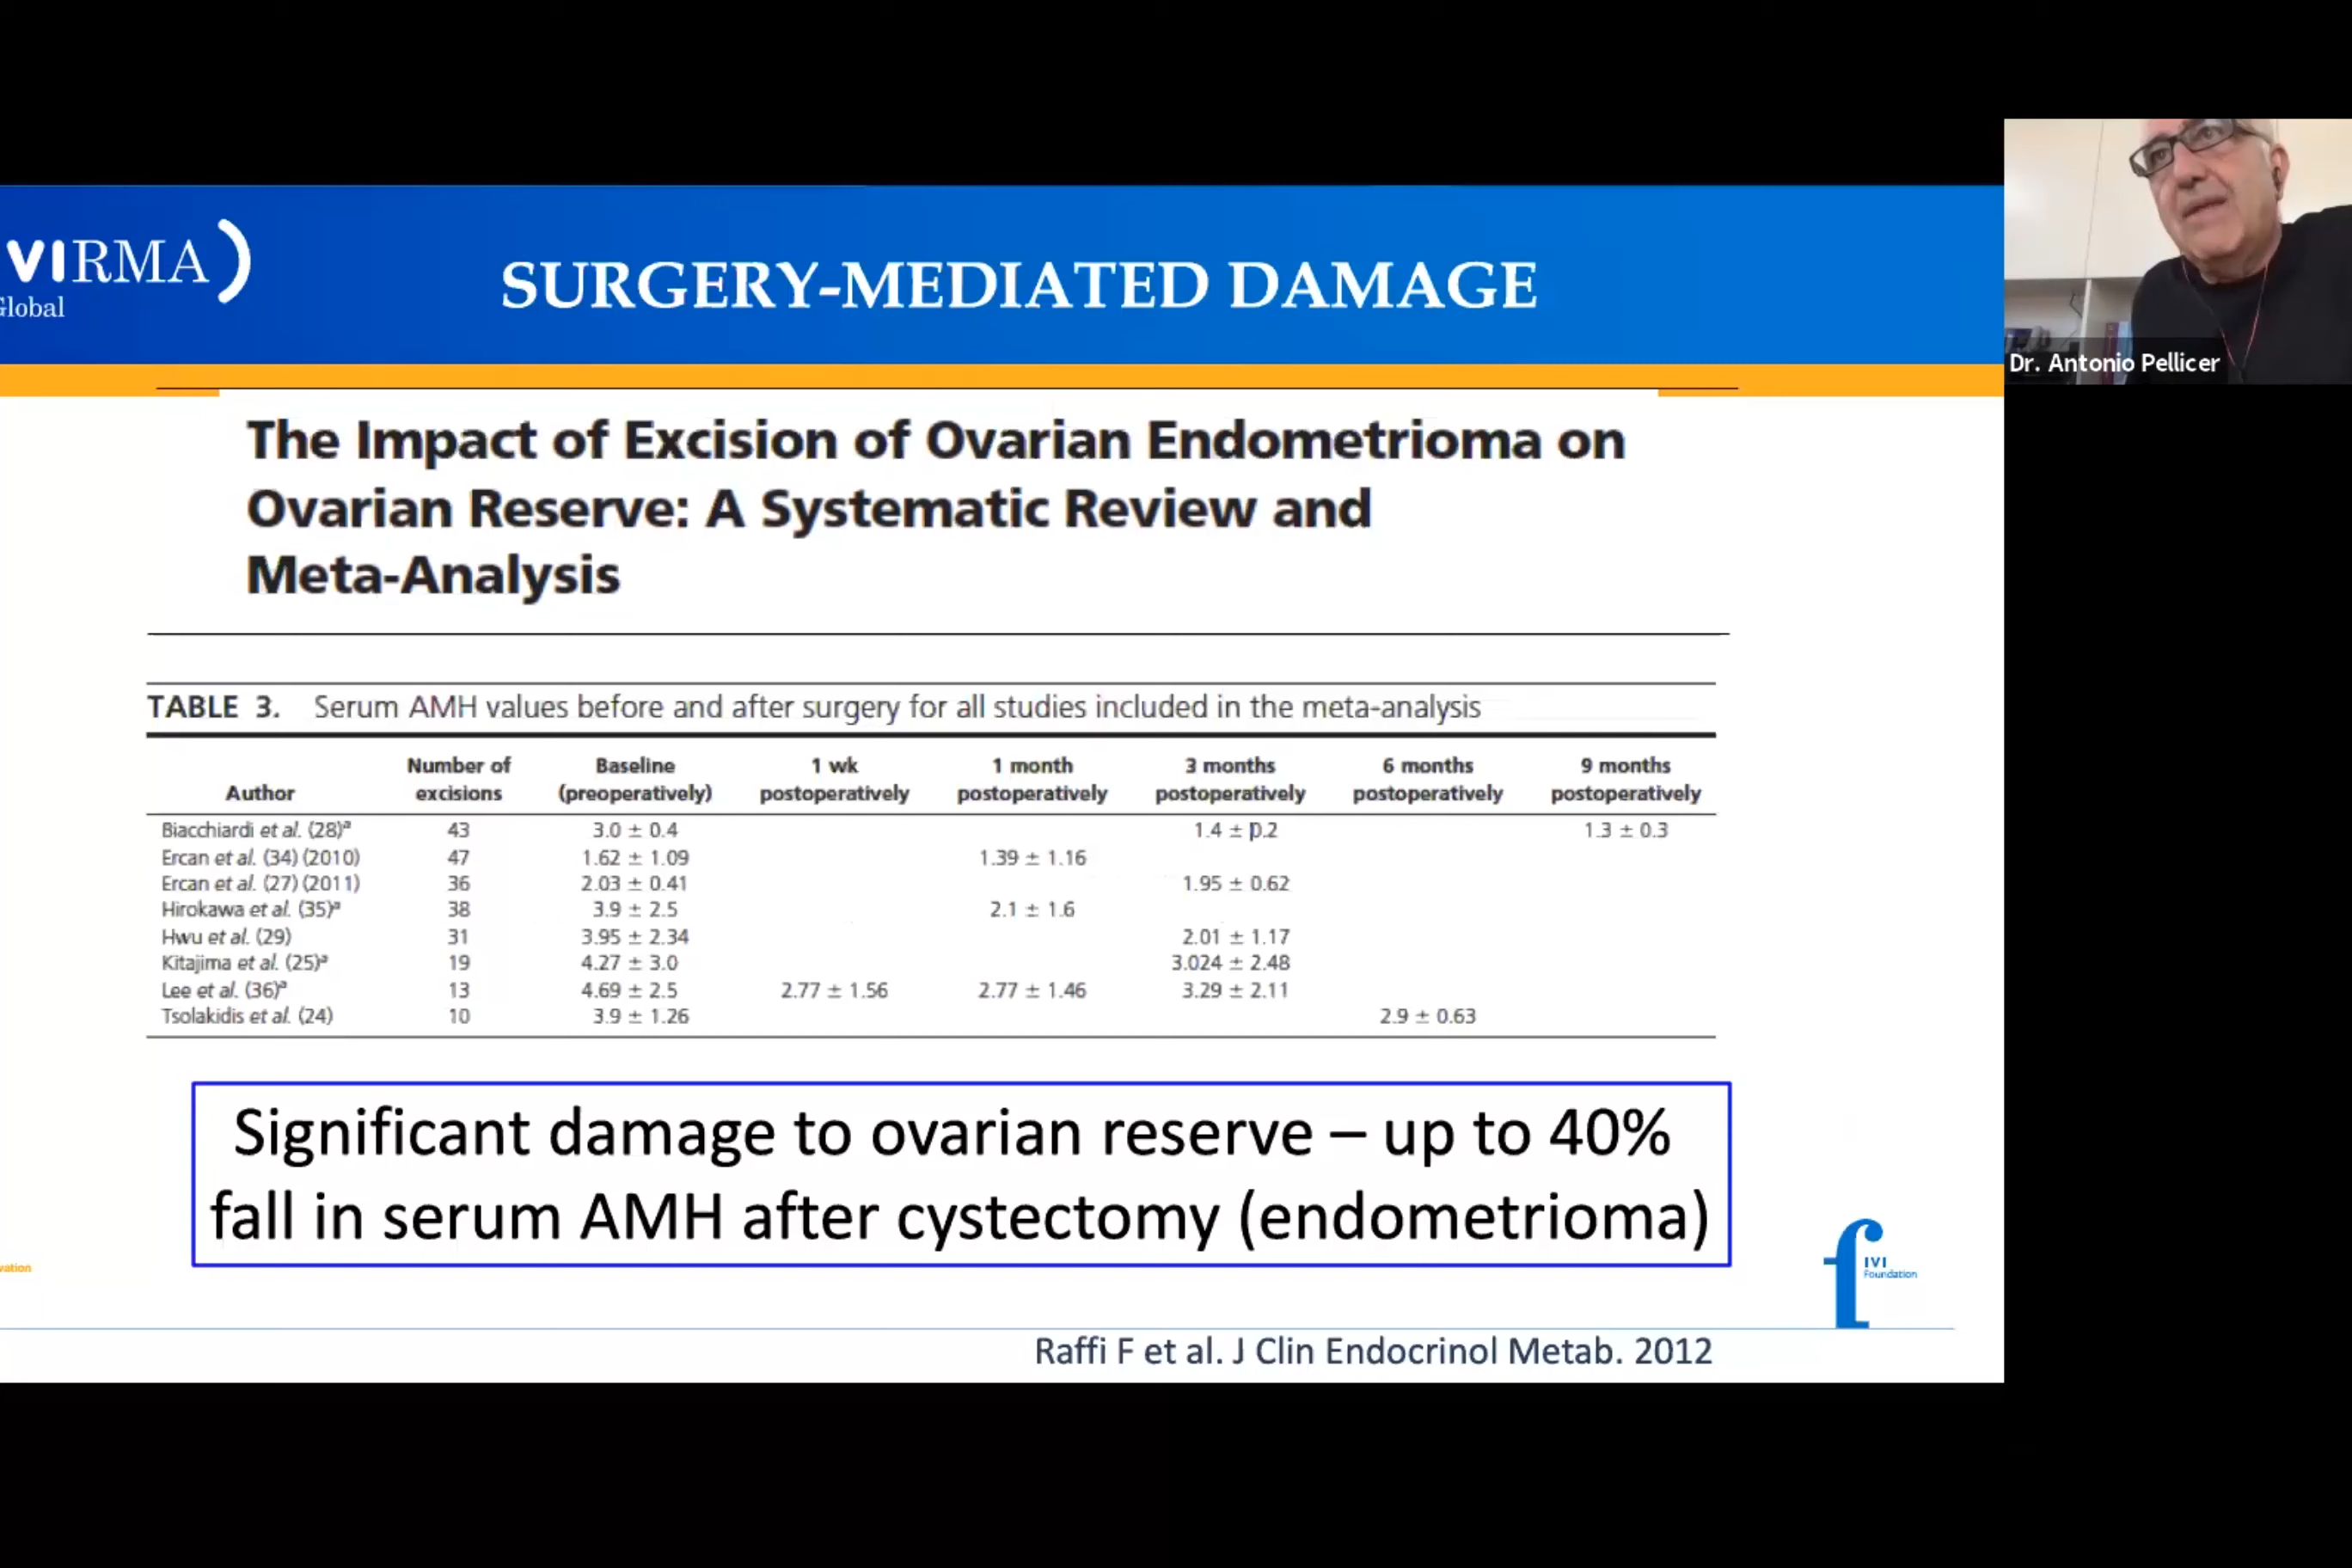 VIRMA
Global
SURGERY-MEDIATED DAMAGE
Dr. Antonio Pellicer
The Impact of Excision of Ovarian Endometrioma on
Ovarian Reserve: A Systematic Review and
Meta-Analysis
TABLE 3. Serum AMH values before and after surgery for all studies included in the meta-analysis
Author Number of excisions Baseline (preoperatively) 1 wk postoperatively 1 month postoperatively 3 months postoperatively 6 months postoperatively 9 months postoperatively
Biacchiardi et al. (28)a 43 3.0 ± 0.4 1.4 ± 0.2 1.3 ± 0.3
Ercan et al. (34) (2010) 47 1.62 ± 1.09 1.39 ± 1.16
Ercan et al. (27) (2011) 36 2.03 ± 0.41 1.95 ± 0.62
Hirokawa et al. (35)a 38 3.9 ± 2.5 2.1 ± 1.6
Hwu et al. (29) 31 3.95 ± 2.34 2.01 ± 1.17
Kitajima et al. (25)a 19 4.27 ± 3.0 3.024 ± 2.48
Lee et al. (36)a 13 4.69 ± 2.5 2.77 ± 1.56 2.77 ± 1.46 3.29 ± 2.11
Tsolakidis et al. (24) 10 3.9 ± 1.26 2.9 ± 0.63
Significant damage to ovarian reserve – up to 40%
fall in serum AMH after cystectomy (endometrioma)
vation
IVI
Foundation
Raffi F et al. J Clin Endocrinol Metab. 2012